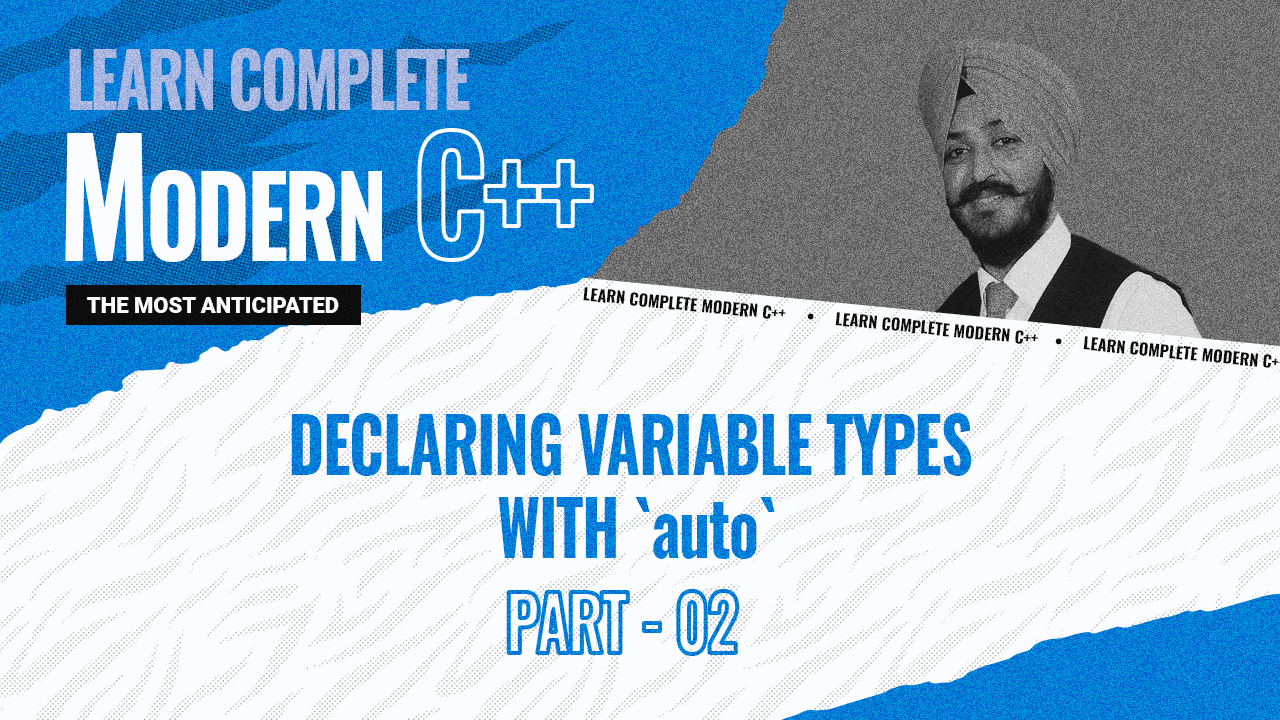 LEARN COMPLETE
MODERN C++
THE MOST ANTICIPATED
LEARN COMPLETE MODERN C++ • LEARN COMPLETE MODERN C++ • LEARN COMPLETE MODERN C+
DECLARING VARIABLE TYPES
WITH `auto`
PART - 02